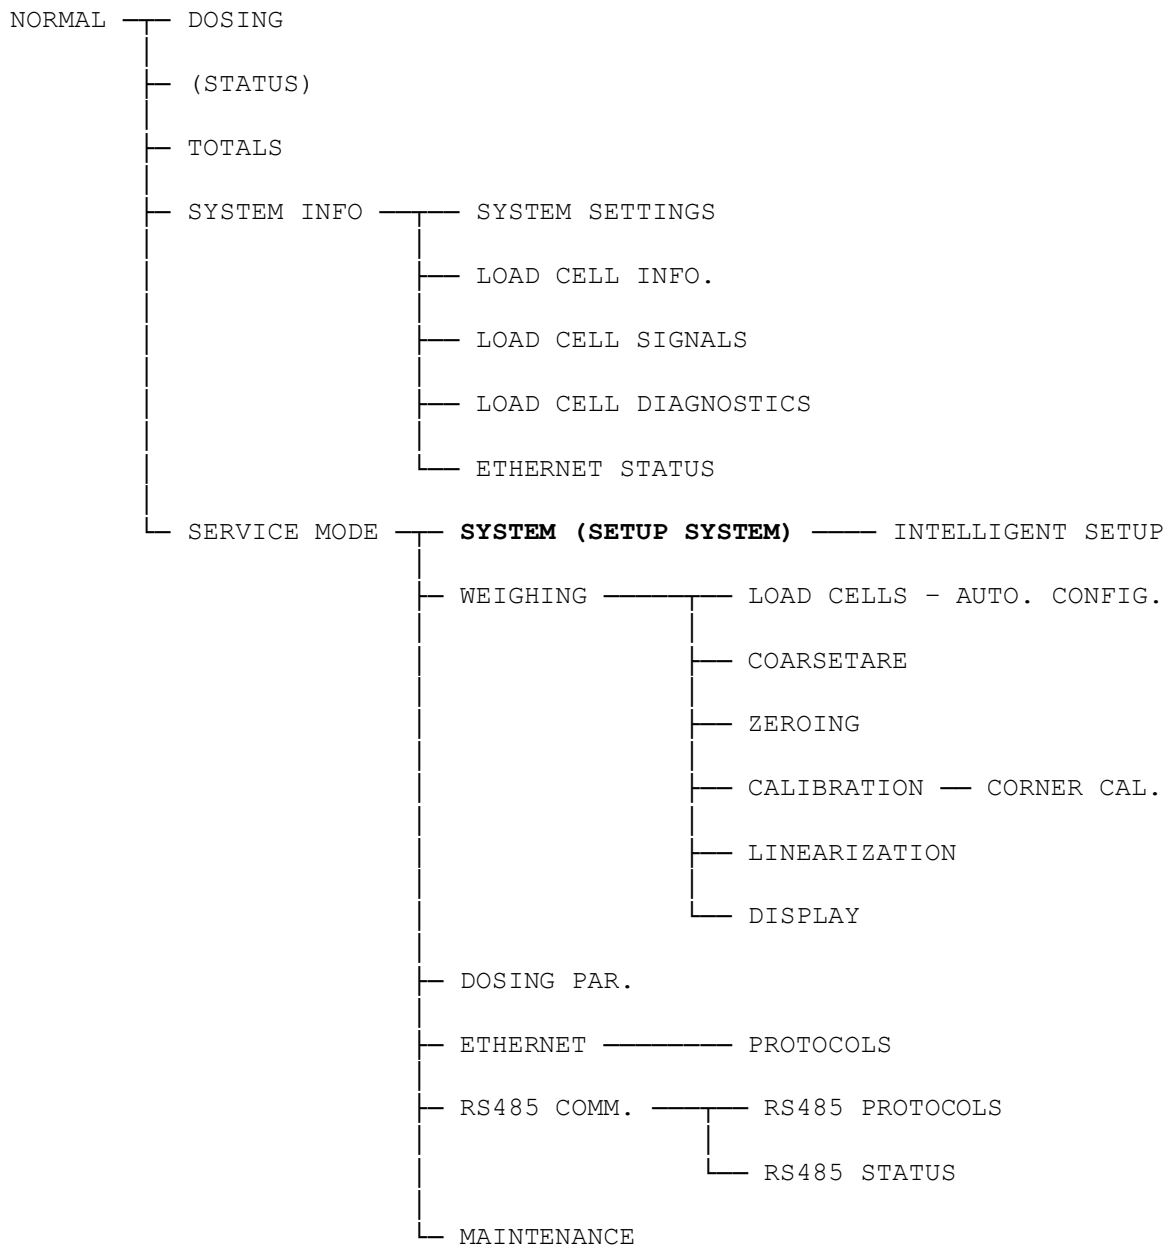 NORMAL DOSING
(STATUS)
TOTALS
SYSTEM INFO SYSTEM SETTINGS
LOAD CELL INFO.
LOAD CELL SIGNALS
LOAD CELL DIAGNOSTICS
ETHERNET STATUS
SERVICE MODE SYSTEM (SETUP SYSTEM) INTELLIGENT SETUP
WEIGHING LOAD CELLS – AUTO. CONFIG.
COARSETARE
ZEROING
CALIBRATION CORNER CAL.
LINEARIZATION
DISPLAY
DOSING PAR.
ETHERNET PROTOCOLS
RS485 COMM. RS485 PROTOCOLS
RS485 STATUS
MAINTENANCE